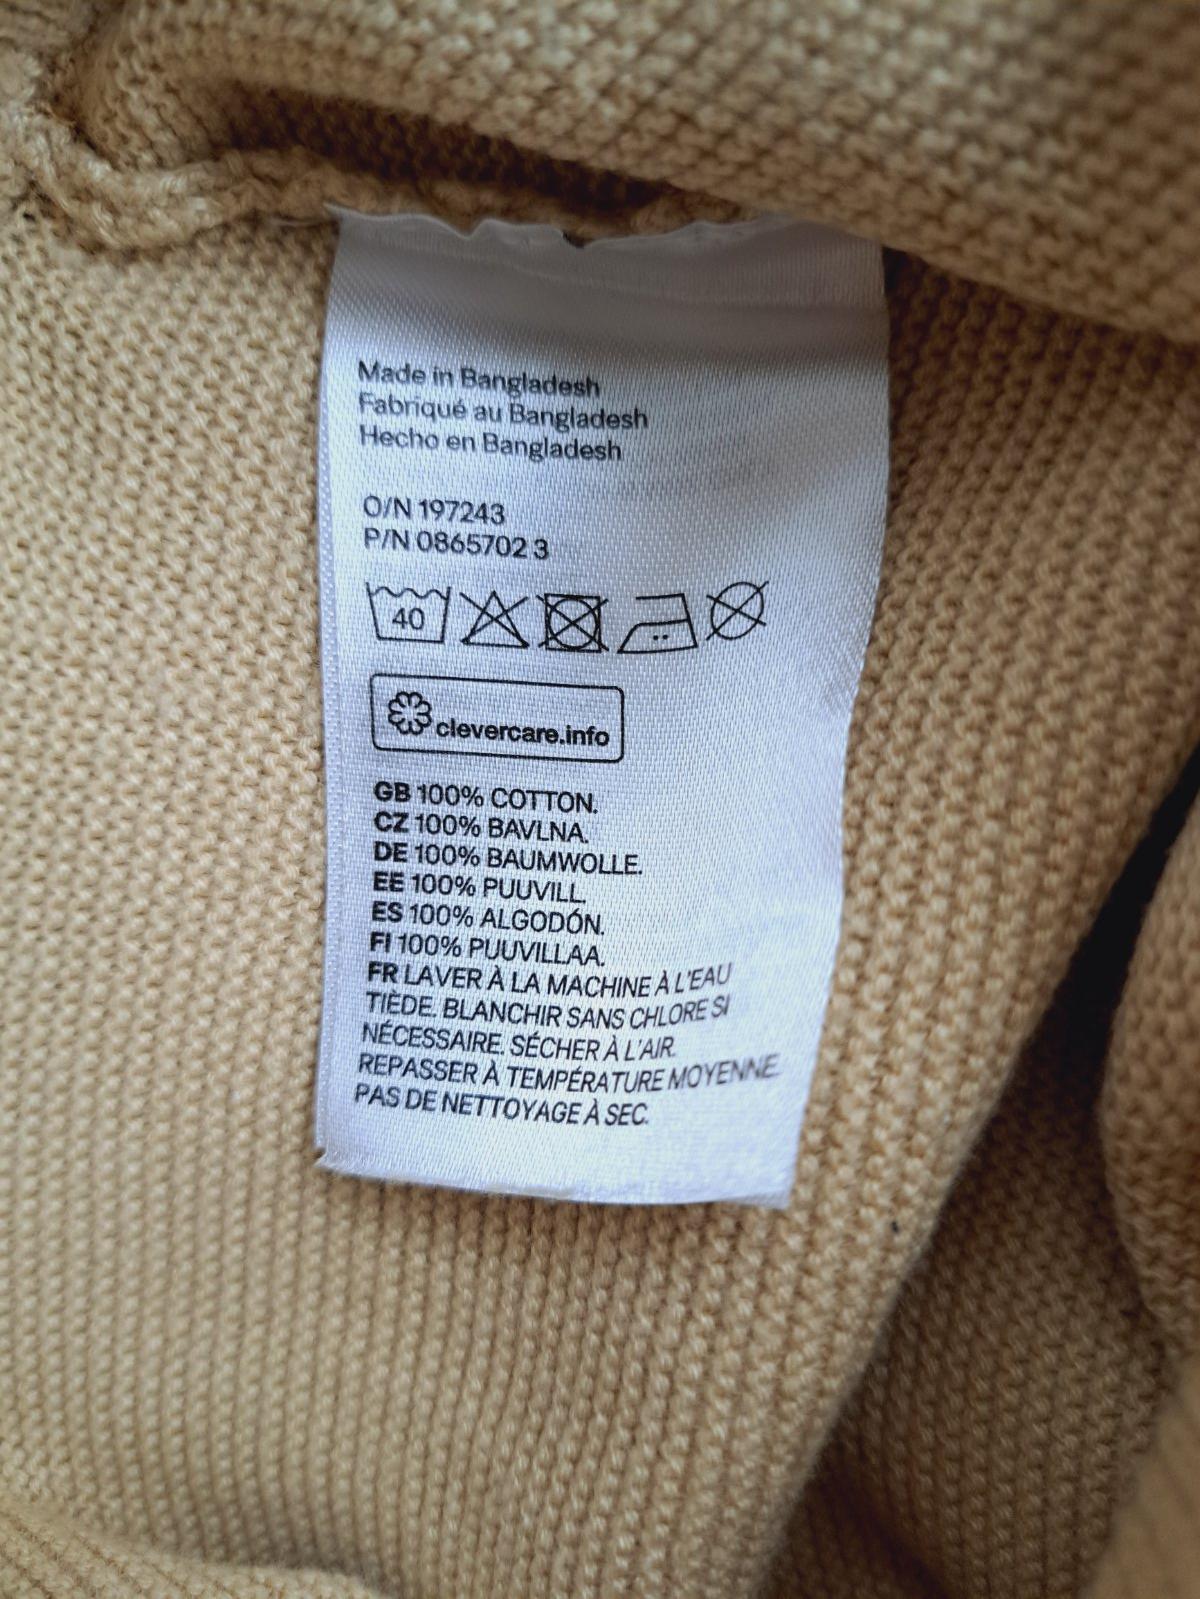 Made in Bangladesh
Fabriqué au Bangladesh
Hecho en Bangladesh
O/N 197243
P/N 0865702 3
40
clevercare.info
GB 100% COTTON.
CZ 100% BAVLNA.
DE 100% BAUMWOLLE.
EE 100% PUUVILL.
ES 100% ALGODÓN.
FI 100% PUUVILLAA.
FR LAVER À LA MACHINE À L'EAU
TIÈDE. BLANCHIR SANS CHLORE SI
NÉCESSAIRE. SÉCHER À L'AIR.
REPASSER À TEMPÉRATURE MOYENNE.
PAS DE NETTOYAGE À SEC.